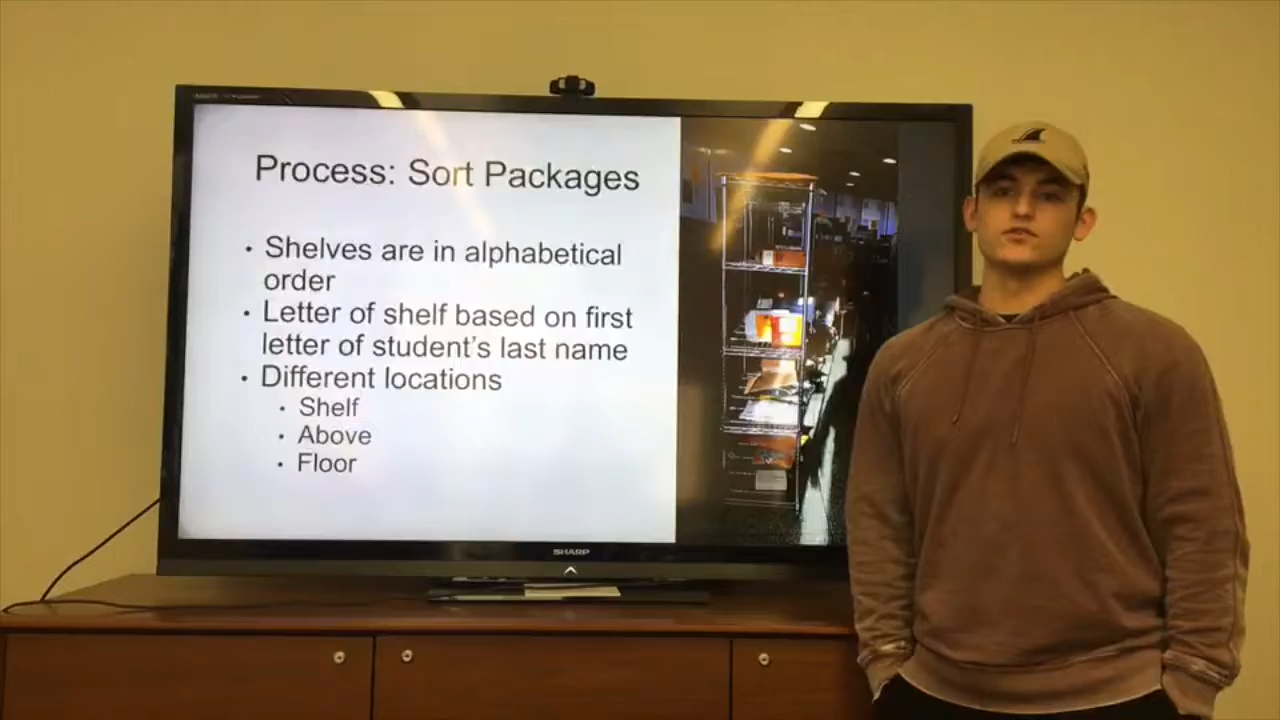 Process: Sort Packages
• Shelves are in alphabetical
order
• Letter of shelf based on first
letter of student's last name
• Different locations
• Shelf
• Above
• Floor
SHARP